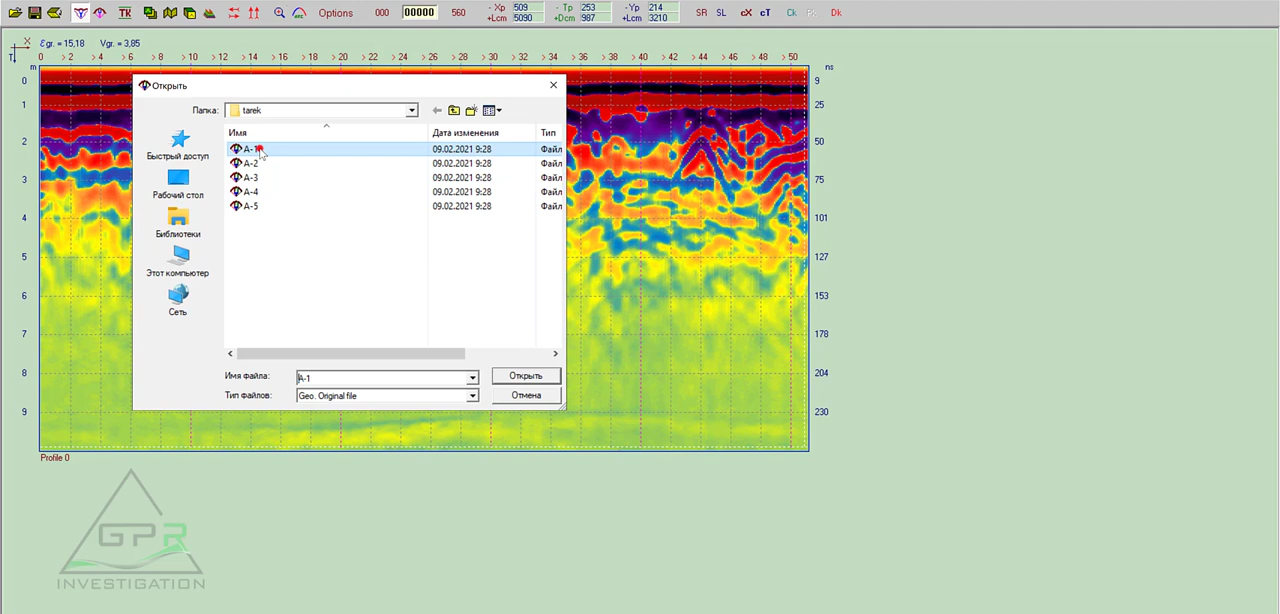 TK
Options
000
00000
560
- Xp 509
+Lcm 5090
- Tp 253
+Dcm 987
- Yp 214
+Lcm 3210
SR SL cX cT Ck Dk
X
T
Ɛgr. = 15,18 Vgr. = 3,85
0 > 2 > 4 > 6 > 8 > 10 > 12 > 14 > 16 > 18 > 20 > 22 > 24 > 26 > 28 > 30 > 32 > 34 > 36 > 38 > 40 > 42 > 44 > 46 > 48 > 50
m ns
0 9
1 25
2 50
3 75
4 101
5 127
6 153
7 178
8 204
9 230
Открыть
Папка: tarek
Имя Дата изменения Тип
A-1 09.02.2021 9:28 Файл
A-2 09.02.2021 9:28 Файл
A-3 09.02.2021 9:28 Файл
A-4 09.02.2021 9:28 Файл
A-5 09.02.2021 9:28 Файл
Быстрый доступ
Рабочий стол
Библиотеки
Этот компьютер
Сеть
Имя файла: A-1 Открыть
Тип файлов: Geo. Original file Отмена
Profile 0
GPR
INVESTIGATION